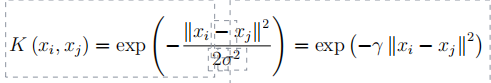 K (x_i, x_j) = exp ( − ‖x_i − x_j‖² / 2σ² ) = exp (−γ ‖x_i − x_j‖²)